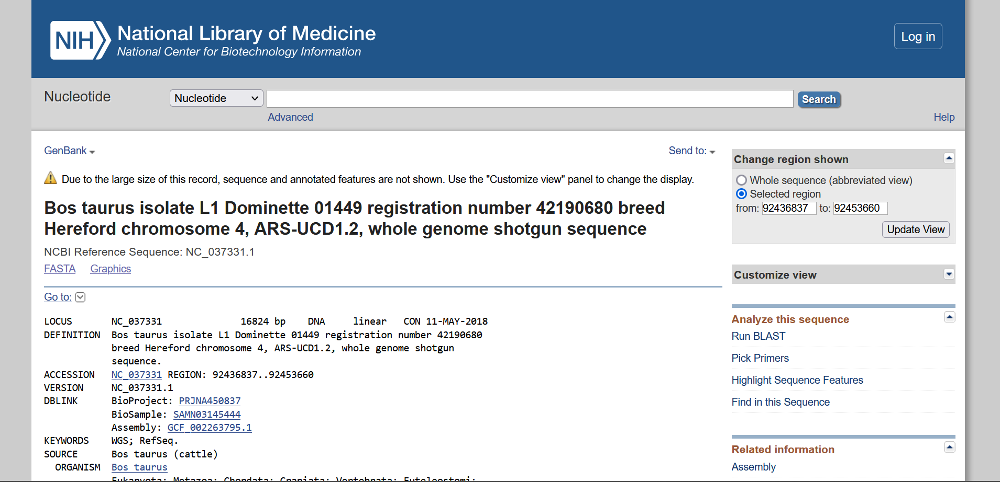 NIH National Library of Medicine
National Center for Biotechnology Information
Log in
Nucleotide
Nucleotide
Search
Advanced
Help
GenBank
Send to:
Due to the large size of this record, sequence and annotated features are not shown. Use the "Customize view" panel to change the display.
Bos taurus isolate L1 Dominette 01449 registration number 42190680 breed
Hereford chromosome 4, ARS-UCD1.2, whole genome shotgun sequence
NCBI Reference Sequence: NC_037331.1
FASTA Graphics
Go to:
LOCUS NC_037331 16824 bp DNA linear CON 11-MAY-2018
DEFINITION Bos taurus isolate L1 Dominette 01449 registration number 42190680
breed Hereford chromosome 4, ARS-UCD1.2, whole genome shotgun
sequence.
ACCESSION NC_037331 REGION: 92436837..92453660
VERSION NC_037331.1
DBLINK BioProject: PRJNA450837
BioSample: SAMN03145444
Assembly: GCF_002263795.1
KEYWORDS WGS; RefSeq.
SOURCE Bos taurus (cattle)
ORGANISM Bos taurus
Eukaryota; Metazoa; Chordata; Craniata; Vertebrata; Euteleostomi;
Change region shown
Whole sequence (abbreviated view)
Selected region
from: 92436837 to: 92453660
Update View
Customize view
Analyze this sequence
Run BLAST
Pick Primers
Highlight Sequence Features
Find in this Sequence
Related information
Assembly